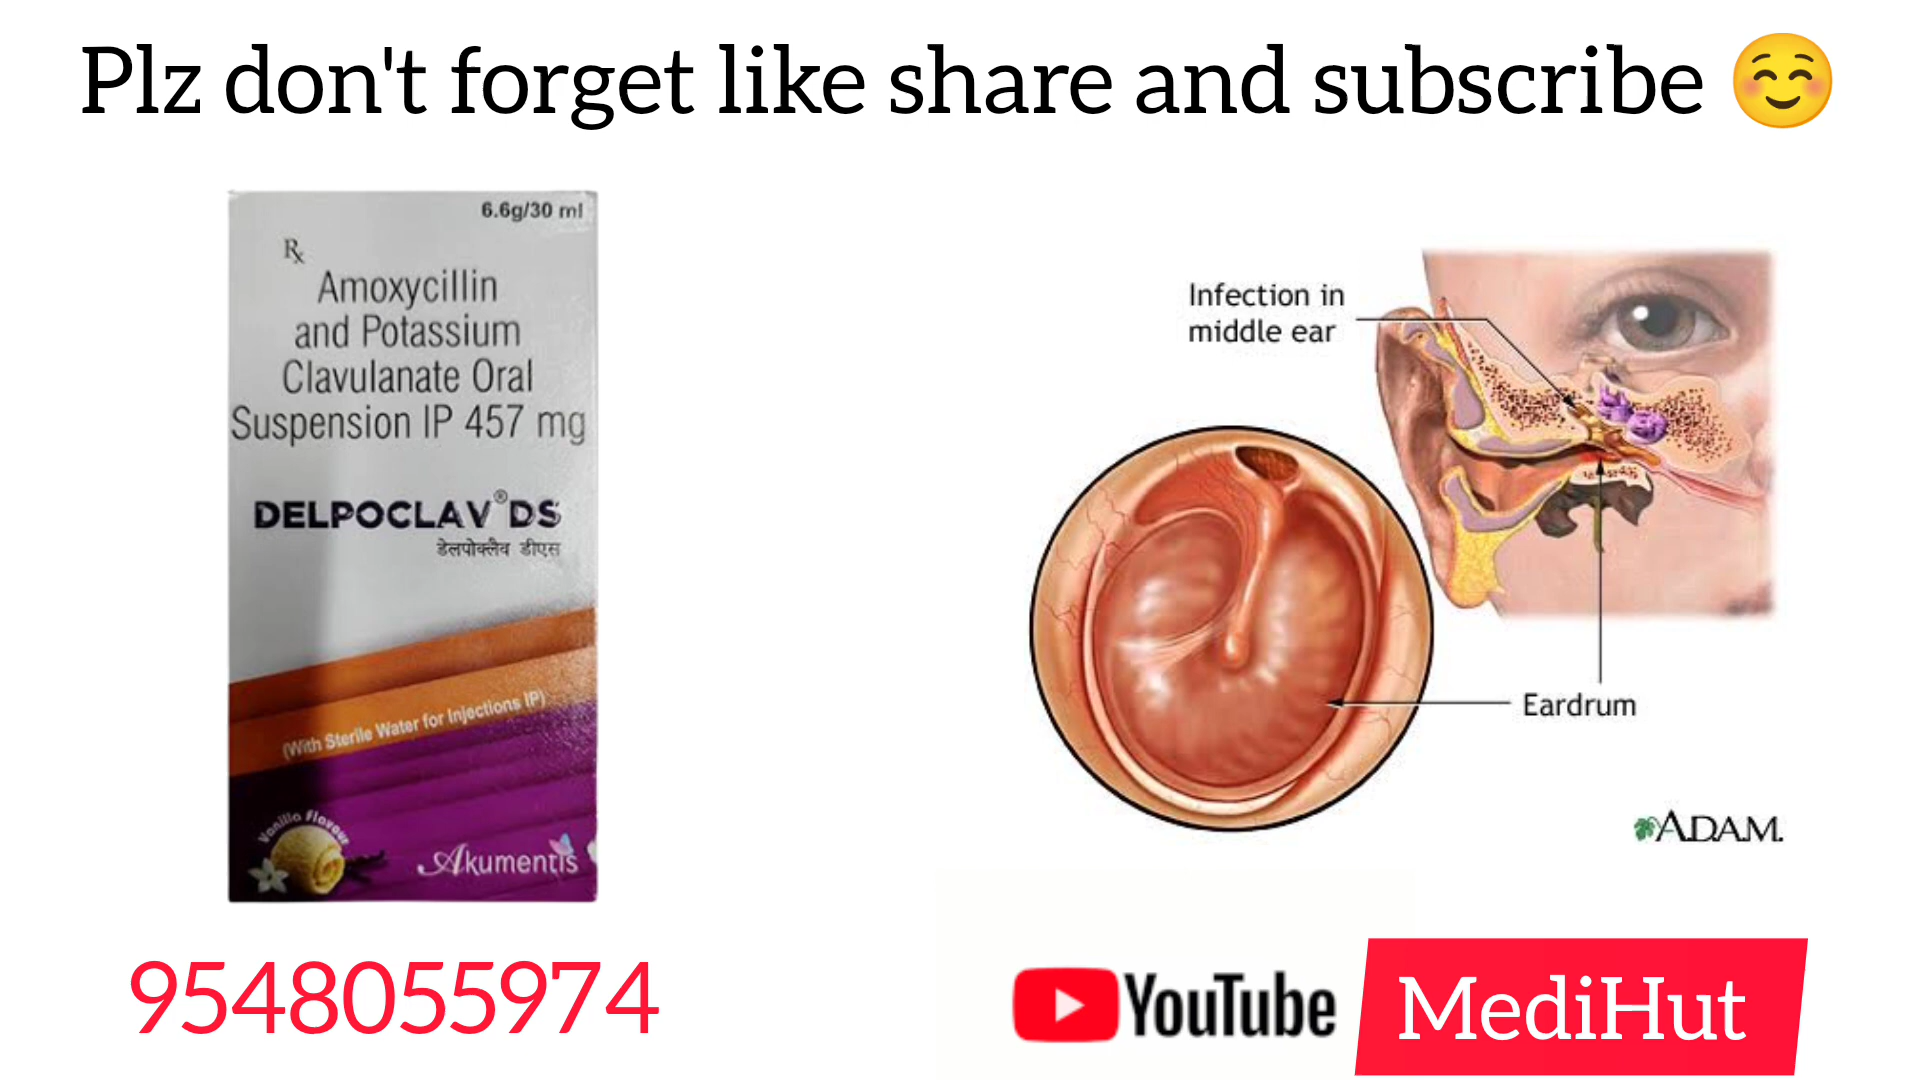 Plz don't forget like share and subscribe ☺️
6.6g/30 ml
Rx
Amoxycillin
and Potassium
Clavulanate Oral
Suspension IP 457 mg
DELPOCLAV®DS
डेलपोक्लैव डीएस
(With Sterile Water for Injections IP)
Vanilla Flavour
Akumentis
Infection in
middle ear
Eardrum
ADAM.
9548055974
YouTube
MediHut